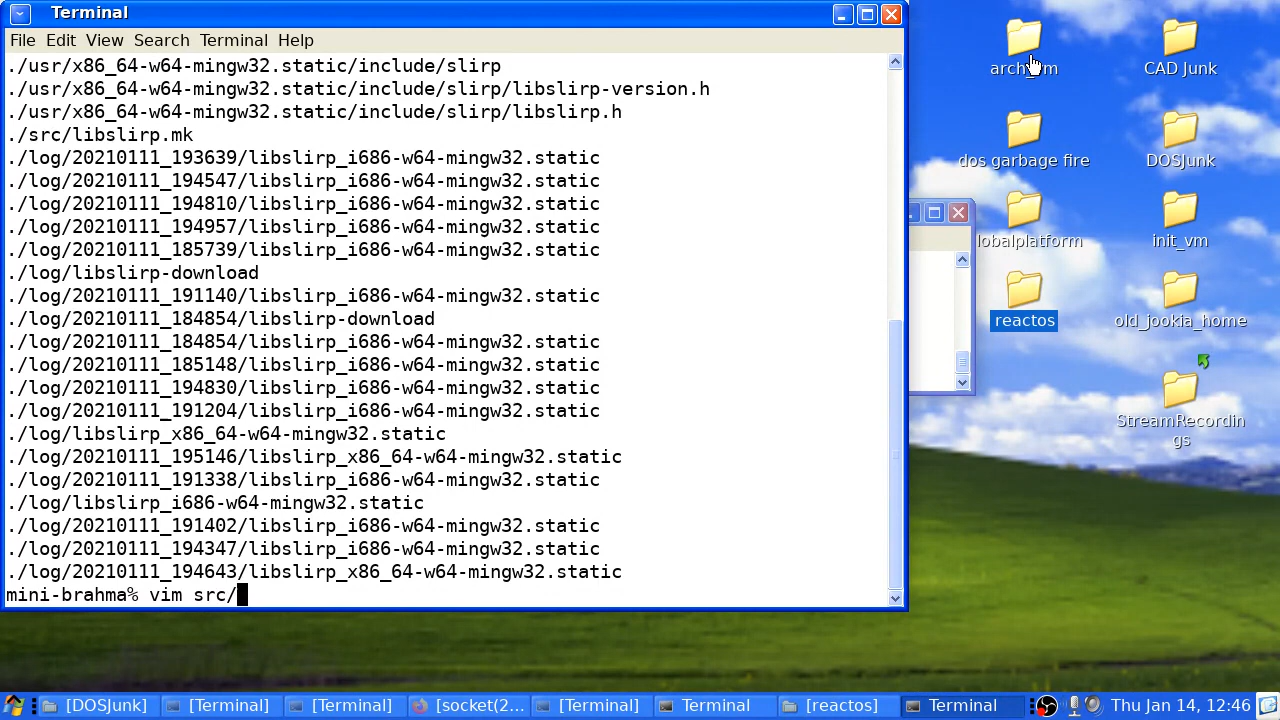 Terminal
File Edit View Search Terminal Help
./usr/x86_64-w64-mingw32.static/include/slirp
./usr/x86_64-w64-mingw32.static/include/slirp/libslirp-version.h
./usr/x86_64-w64-mingw32.static/include/slirp/libslirp.h
./src/libslirp.mk
./log/20210111_193639/libslirp_i686-w64-mingw32.static
./log/20210111_194547/libslirp_i686-w64-mingw32.static
./log/20210111_194810/libslirp_i686-w64-mingw32.static
./log/20210111_194957/libslirp_i686-w64-mingw32.static
./log/20210111_185739/libslirp_i686-w64-mingw32.static
./log/libslirp-download
./log/20210111_191140/libslirp_i686-w64-mingw32.static
./log/20210111_184854/libslirp-download
./log/20210111_184854/libslirp_i686-w64-mingw32.static
./log/20210111_185148/libslirp_i686-w64-mingw32.static
./log/20210111_194830/libslirp_i686-w64-mingw32.static
./log/20210111_191204/libslirp_i686-w64-mingw32.static
./log/libslirp_x86_64-w64-mingw32.static
./log/20210111_195146/libslirp_x86_64-w64-mingw32.static
./log/20210111_191338/libslirp_i686-w64-mingw32.static
./log/libslirp_i686-w64-mingw32.static
./log/20210111_191402/libslirp_i686-w64-mingw32.static
./log/20210111_194347/libslirp_i686-w64-mingw32.static
./log/20210111_194643/libslirp_x86_64-w64-mingw32.static
mini-brahma% vim src/
CAD Junk
dos garbage fire
DOSJunk
lobalplatform
init_vm
reactos
old_jookia_home
StreamRecordin
gs
[DOSJunk] [Terminal] [Terminal] [socket(2... [Terminal] Terminal [reactos] Terminal Thu Jan 14, 12:46